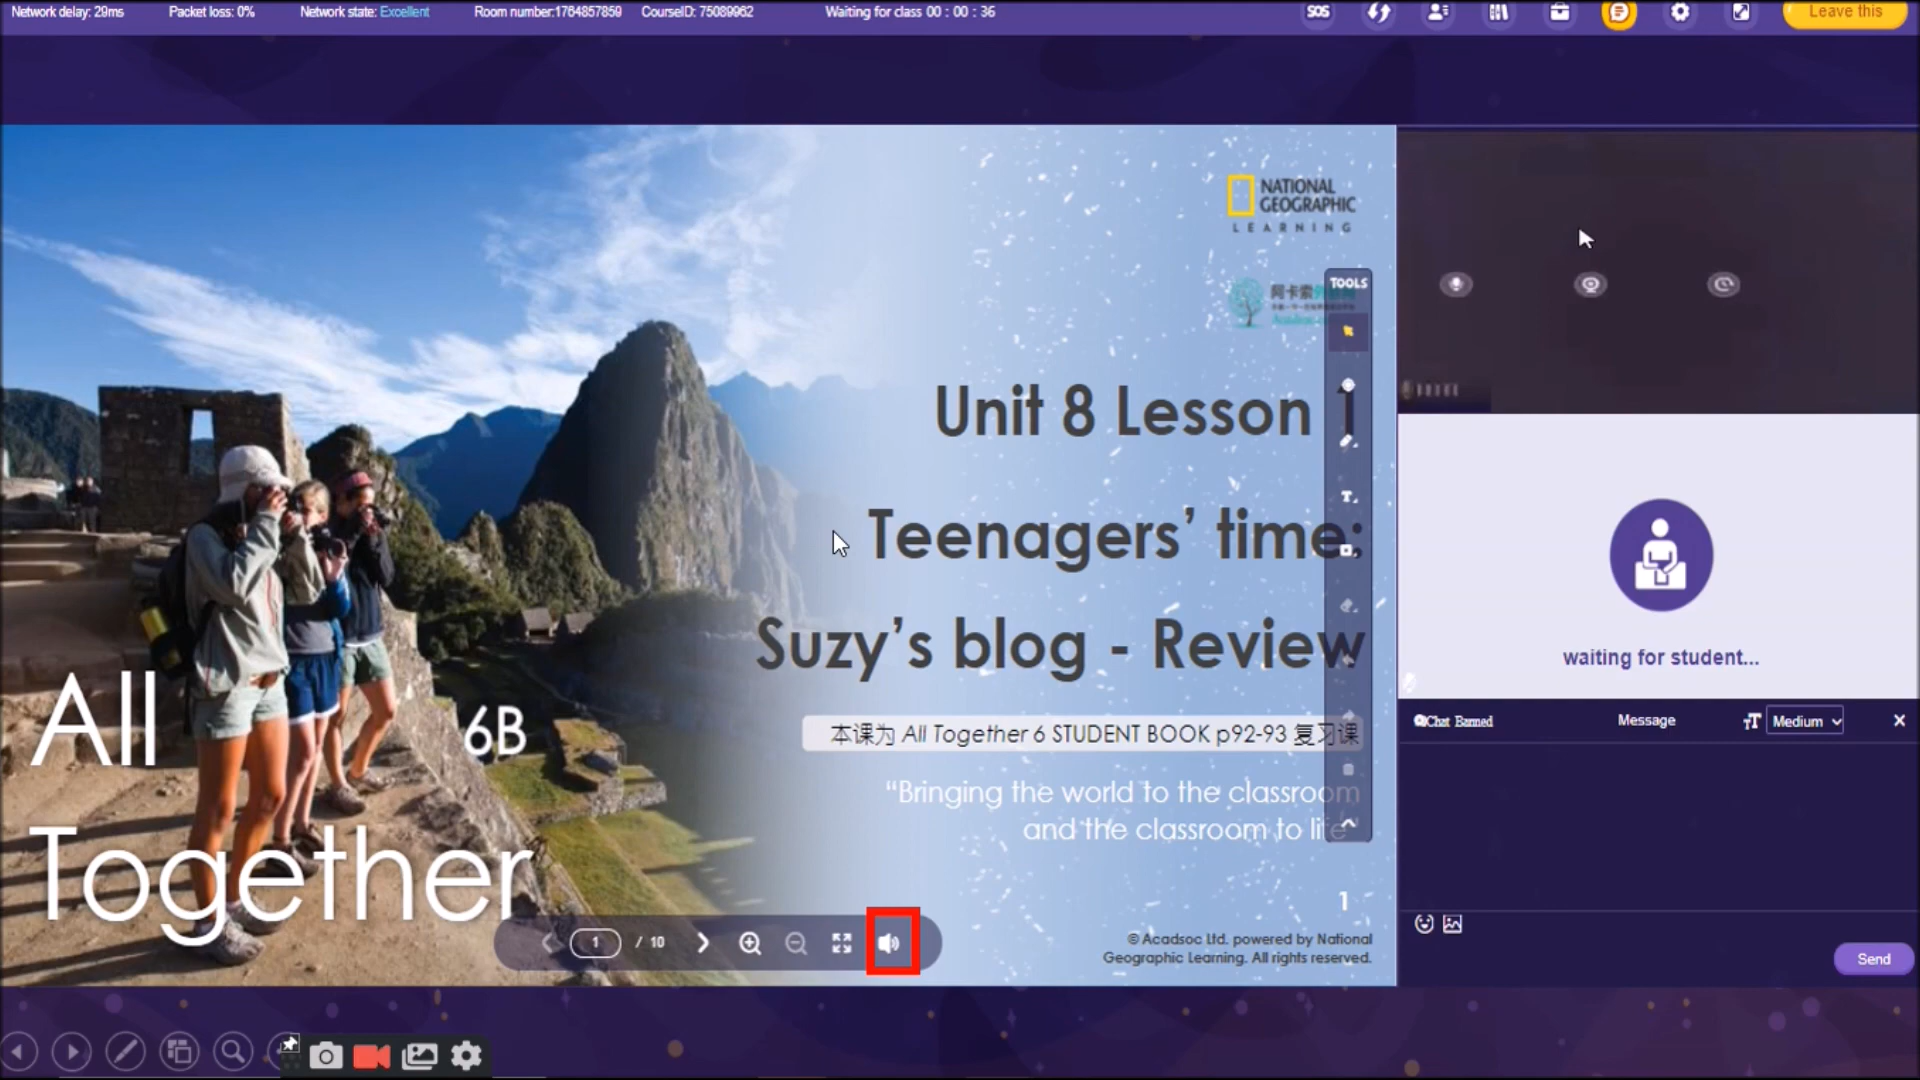 Network delay: 29ms Packet loss: 0% Network state: Excellent Room number:1764857859 CourseID: 75089962 Waiting for class 00 : 00 : 36
SOS
Leave this
NATIONAL
GEOGRAPHIC
LEARNING
TOOLS
阿卡索
Unit 8 Lesson 1
Teenagers’ time:
Suzy’s blog - Review
All
Together
6B
本课为 All Together 6 STUDENT BOOK p92-93 复习课
“Bringing the world to the classroom
and the classroom to life
1
© Acadsoc Ltd. powered by National
Geographic Learning. All rights reserved.
1 / 10
waiting for student...
Chat Banned Message Medium
Send